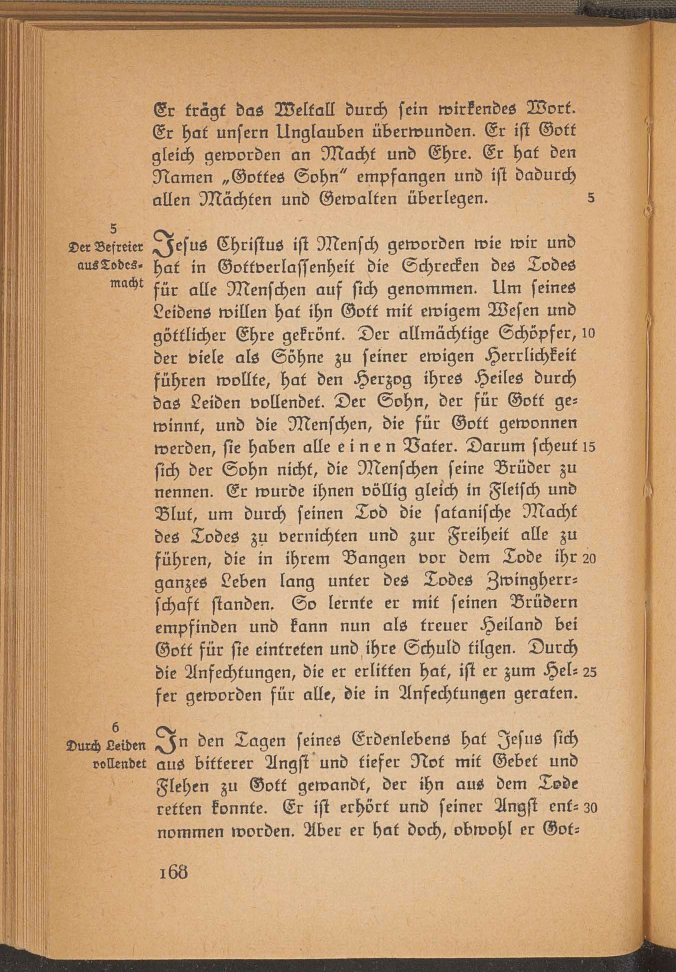 Er trägt das Weltall durch sein wirkendes Wort.
Er hat unsern Unglauben überwunden. Er ist Gott
gleich geworden an Macht und Ehre. Er hat den
Namen „Gottes Sohn“ empfangen und ist dadurch
allen Mächten und Gewalten überlegen. 5
5
Der Befreier
aus Todes-
macht
Jesus Christus ist Mensch geworden wie wir und
hat in Gottverlassenheit die Schrecken des Todes
für alle Menschen auf sich genommen. Um seines
Leidens willen hat ihn Gott mit ewigem Wesen und
göttlicher Ehre gekrönt. Der allmächtige Schöpfer, 10
der viele als Söhne zu seiner ewigen Herrlichkeit
führen wollte, hat den Herzog ihres Heiles durch
das Leiden vollendet. Der Sohn, der für Gott ge-
winnt, und die Menschen, die für Gott gewonnen
werden, sie haben alle einen Vater. Darum scheut 15
sich der Sohn nicht, die Menschen seine Brüder zu
nennen. Er wurde ihnen völlig gleich in Fleisch und
Blut, um durch seinen Tod die satanische Macht
des Todes zu vernichten und zur Freiheit alle zu
führen, die in ihrem Bangen vor dem Tode ihr 20
ganzes Leben lang unter des Todes Zwingherr-
schaft standen. So lernte er mit seinen Brüdern
empfinden und kann nun als treuer Heiland bei
Gott für sie eintreten und ihre Schuld tilgen. Durch
die Anfechtungen, die er erlitten hat, ist er zum Hel- 25
fer geworden für alle, die in Anfechtungen geraten.
6
Durch Leiden
vollendet
In den Tagen seines Erdenlebens hat Jesus sich
aus bitterer Angst und tiefer Not mit Gebet und
Flehen zu Gott gewandt, der ihn aus dem Tode
retten konnte. Er ist erhört und seiner Angst ent- 30
nommen worden. Aber er hat doch, obwohl er Got-
168